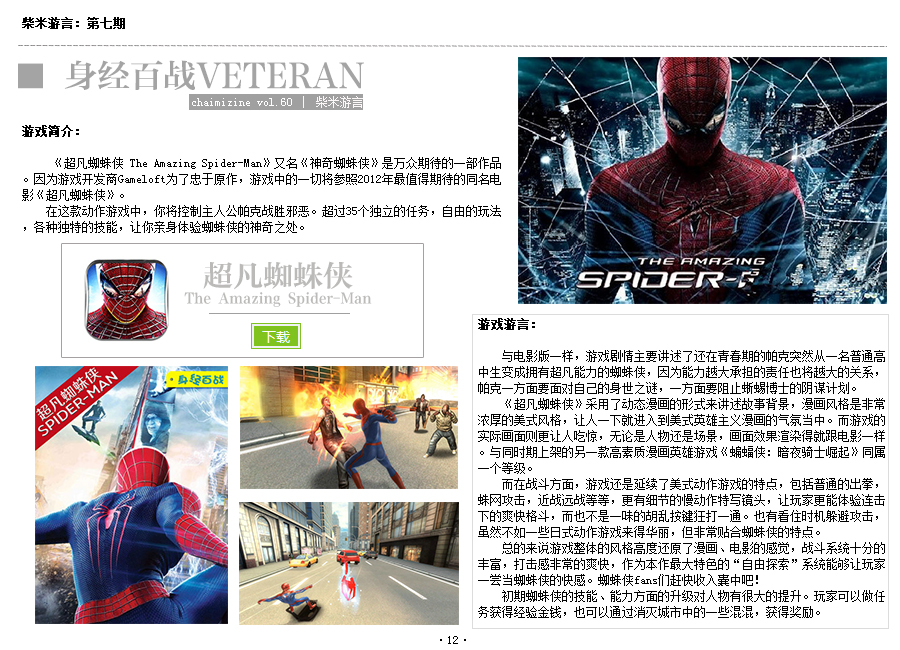 柴米游言：第七期
身经百战VETERAN
chaimizine vol.60 | 柴米游言
游戏简介：
《超凡蜘蛛侠 The Amazing Spider-Man》又名《神奇蜘蛛侠》是万众期待的一部作品
。因为游戏开发商Gameloft为了忠于原作，游戏中的一切将参照2012年最值得期待的同名电
影《超凡蜘蛛侠》。
在这款动作游戏中，你将控制主人公帕克战胜邪恶。超过35个独立的任务，自由的玩法
，各种独特的技能，让你亲身体验蜘蛛侠的神奇之处。
超凡蜘蛛侠
The Amazing Spider-Man
下载
超凡蜘蛛侠
SPIDER-MAN
·身经百战
THE AMAZING
SPIDER-
游戏游言：
与电影版一样，游戏剧情主要讲述了还在青春期的帕克突然从一名普通高
中生变成拥有超凡能力的蜘蛛侠，因为能力越大承担的责任也将越大的关系，
帕克一方面要面对自己的身世之谜，一方面要阻止蜥蜴博士的阴谋计划。
《超凡蜘蛛侠》采用了动态漫画的形式来讲述故事背景，漫画风格是非常
浓厚的美式风格，让人一下就进入到美式英雄主义漫画的气氛当中。而游戏的
实际画面则更让人吃惊，无论是人物还是场景，画面效果渲染得就跟电影一样
。与同时期上架的另一款高素质漫画英雄游戏《蝙蝠侠：暗夜骑士崛起》同属
一个等级。
而在战斗方面，游戏还是延续了美式动作游戏的特点，包括普通的出拳，
蛛网攻击，近战远战等等，更有细节的慢动作特写镜头，让玩家更能体验连击
下的爽快格斗，而也不是一味的胡乱按键狂打一通。也有看住时机躲避攻击，
虽然不如一些日式动作游戏来得华丽，但非常贴合蜘蛛侠的特点。
总的来说游戏整体的风格高度还原了漫画、电影的感觉，战斗系统十分的
丰富，打击感非常的爽快，作为本作最大特色的“自由探索”系统能够让玩家
一尝当蜘蛛侠的快感。蜘蛛侠fans们赶快收入囊中吧！
初期蜘蛛侠的技能、能力方面的升级对人物有很大的提升。玩家可以做任
务获得经验金钱，也可以通过消灭城市中的一些混混，获得奖励。
·12·